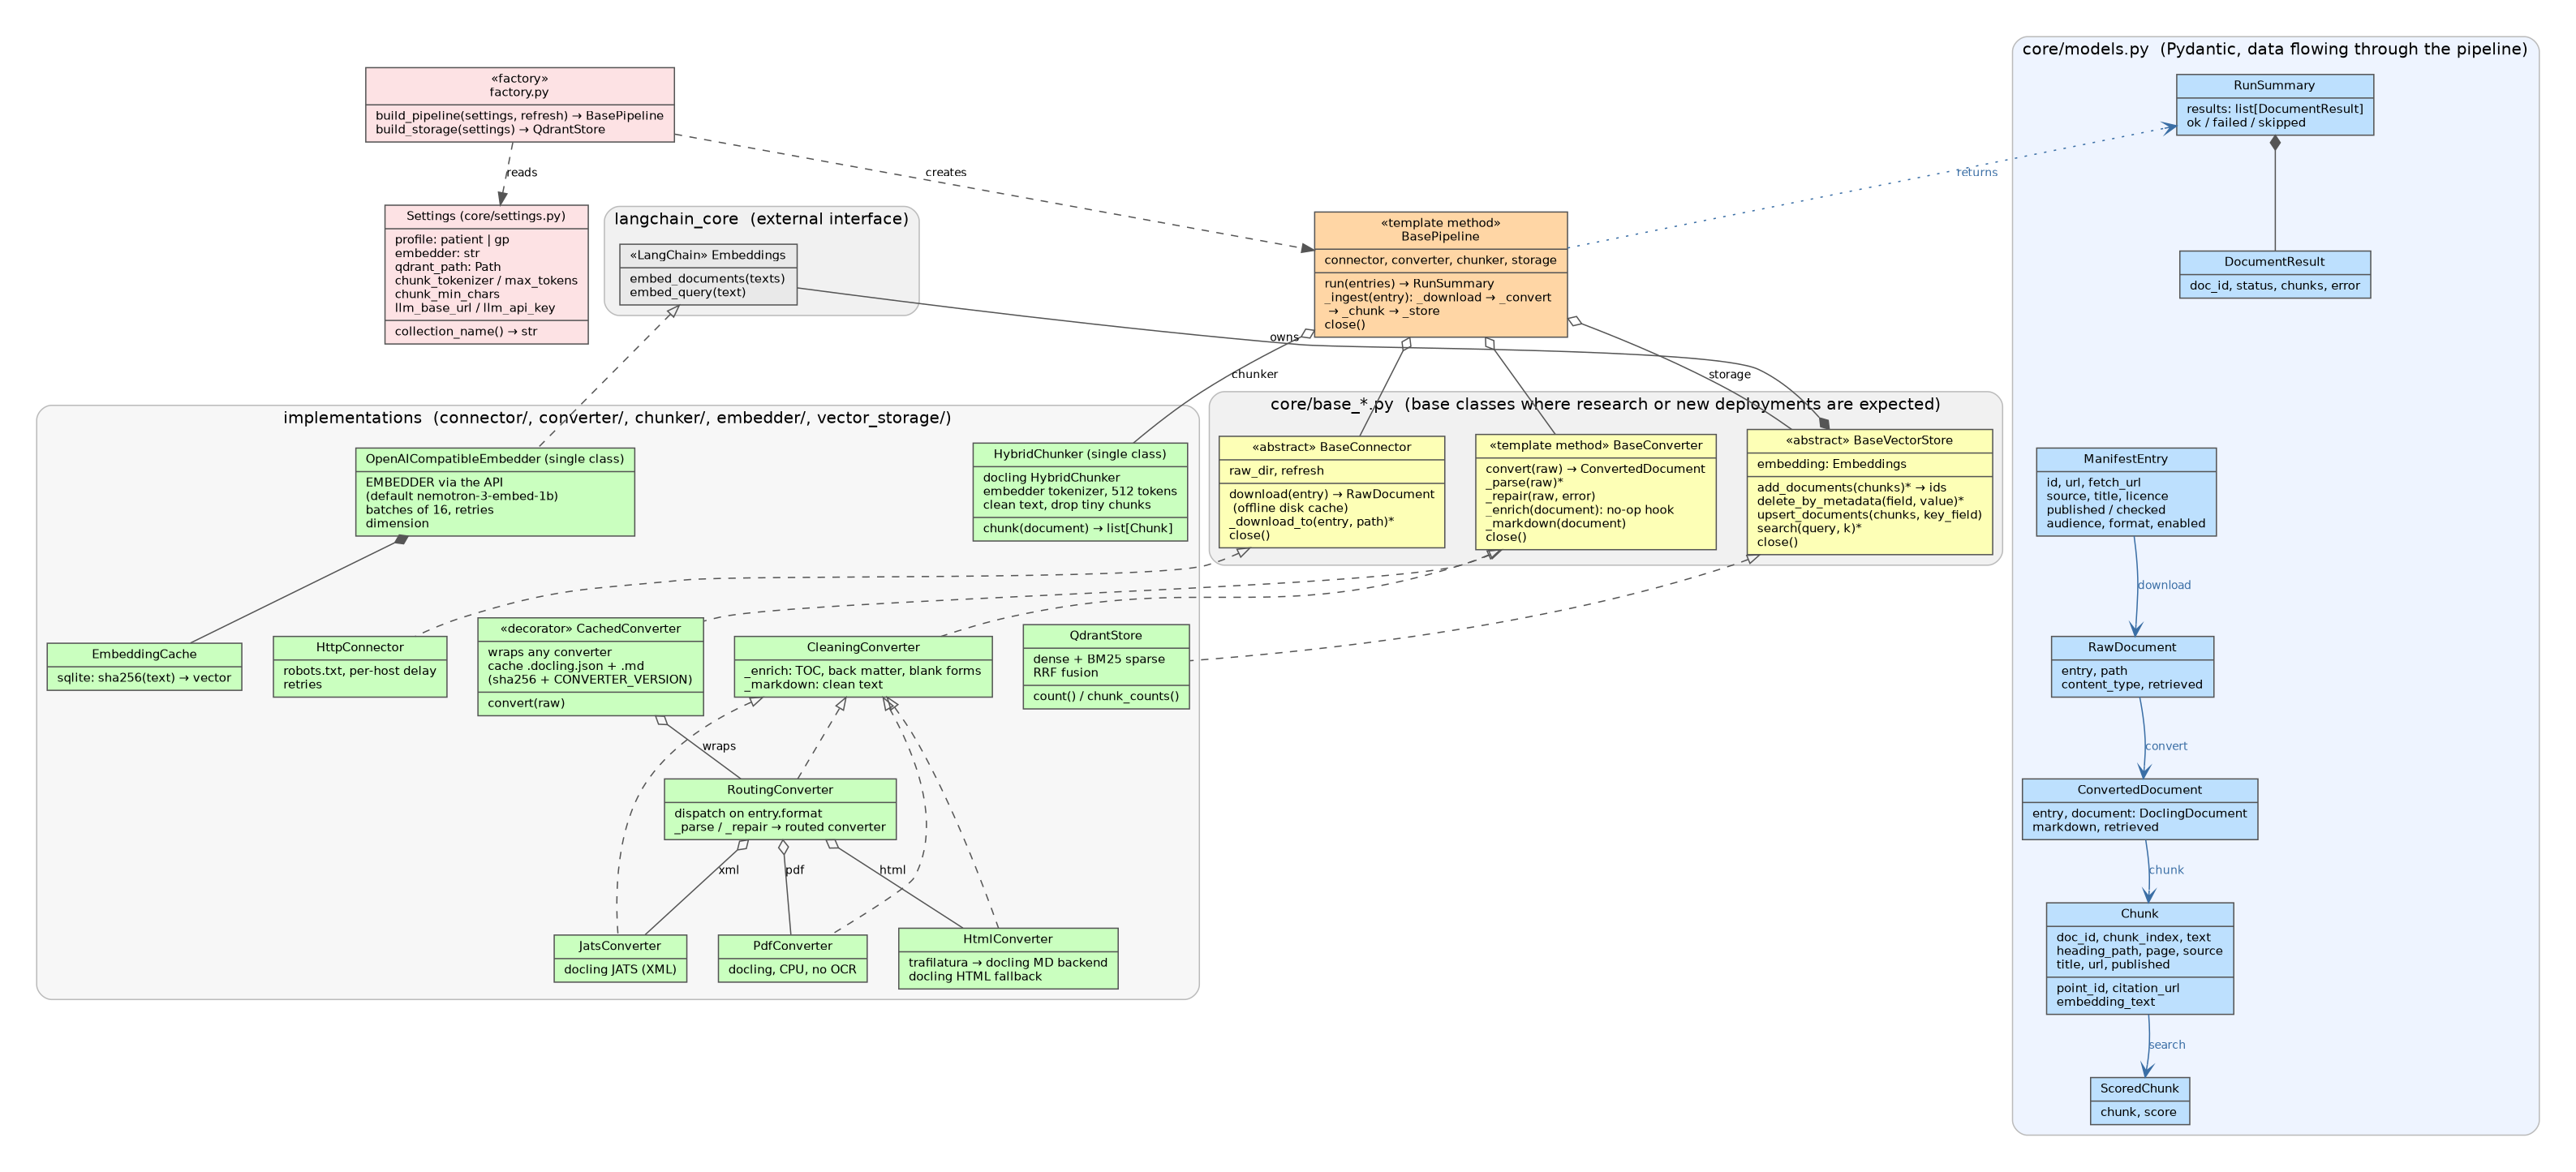 core/models.py  (Pydantic, data flowing through the pipeline)
RunSummary
results: list[DocumentResult]
ok / failed / skipped
«factory»
factory.py
build_pipeline(settings, refresh) → BasePipeline
build_storage(settings) → QdrantStore
reads
creates
returns
Settings (core/settings.py)
profile: patient | gp
embedder: str
qdrant_path: Path
chunk_tokenizer / max_tokens
chunk_min_chars
llm_base_url / llm_api_key
collection_name() → str
langchain_core  (external interface)
«LangChain» Embeddings
embed_documents(texts)
embed_query(text)
«template method»
BasePipeline
connector, converter, chunker, storage
run(entries) → RunSummary
_ingest(entry): _download → _convert
→ _chunk → _store
close()
DocumentResult
doc_id, status, chunks, error
owns
chunker
storage
implementations  (connector/, converter/, chunker/, embedder/, vector_storage/)
core/base_*.py  (base classes where research or new deployments are expected)
OpenAICompatibleEmbedder (single class)
EMBEDDER via the API
(default nemotron-3-embed-1b)
batches of 16, retries
dimension
HybridChunker (single class)
docling HybridChunker
embedder tokenizer, 512 tokens
clean text, drop tiny chunks
chunk(document) → list[Chunk]
«abstract» BaseConnector
raw_dir, refresh
download(entry) → RawDocument
(offline disk cache)
_download_to(entry, path)*
close()
«template method» BaseConverter
convert(raw) → ConvertedDocument
_parse(raw)*
_repair(raw, error)
_enrich(document): no-op hook
_markdown(document)
close()
«abstract» BaseVectorStore
embedding: Embeddings
add_documents(chunks)* → ids
delete_by_metadata(field, value)*
upsert_documents(chunks, key_field)
search(query, k)*
close()
ManifestEntry
id, url, fetch_url
source, title, licence
published / checked
audience, format, enabled
download
EmbeddingCache
sqlite: sha256(text) → vector
HttpConnector
robots.txt, per-host delay
retries
«decorator» CachedConverter
wraps any converter
cache .docling.json + .md
(sha256 + CONVERTER_VERSION)
convert(raw)
CleaningConverter
_enrich: TOC, back matter, blank forms
_markdown: clean text
QdrantStore
dense + BM25 sparse
RRF fusion
count() / chunk_counts()
RawDocument
entry, path
content_type, retrieved
wraps
convert
RoutingConverter
dispatch on entry.format
_parse / _repair → routed converter
ConvertedDocument
entry, document: DoclingDocument
markdown, retrieved
xml
pdf
html
chunk
JatsConverter
docling JATS (XML)
PdfConverter
docling, CPU, no OCR
HtmlConverter
trafilatura → docling MD backend
docling HTML fallback
Chunk
doc_id, chunk_index, text
heading_path, page, source
title, url, published
point_id, citation_url
embedding_text
search
ScoredChunk
chunk, score